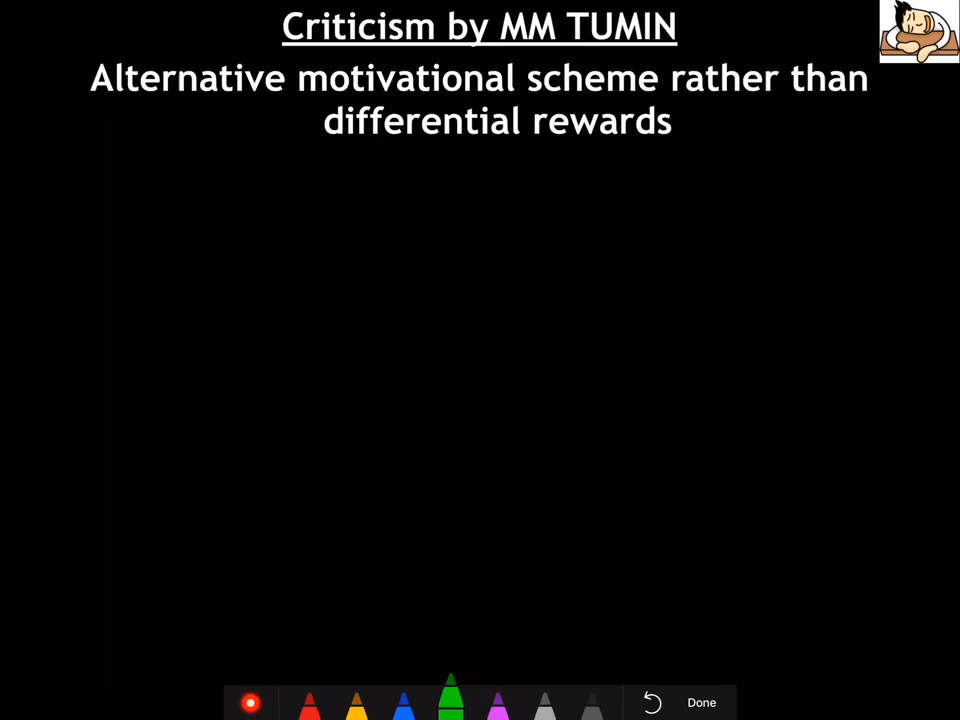 Criticism by MM TUMIN
Alternative motivational scheme rather than
differential rewards
Done